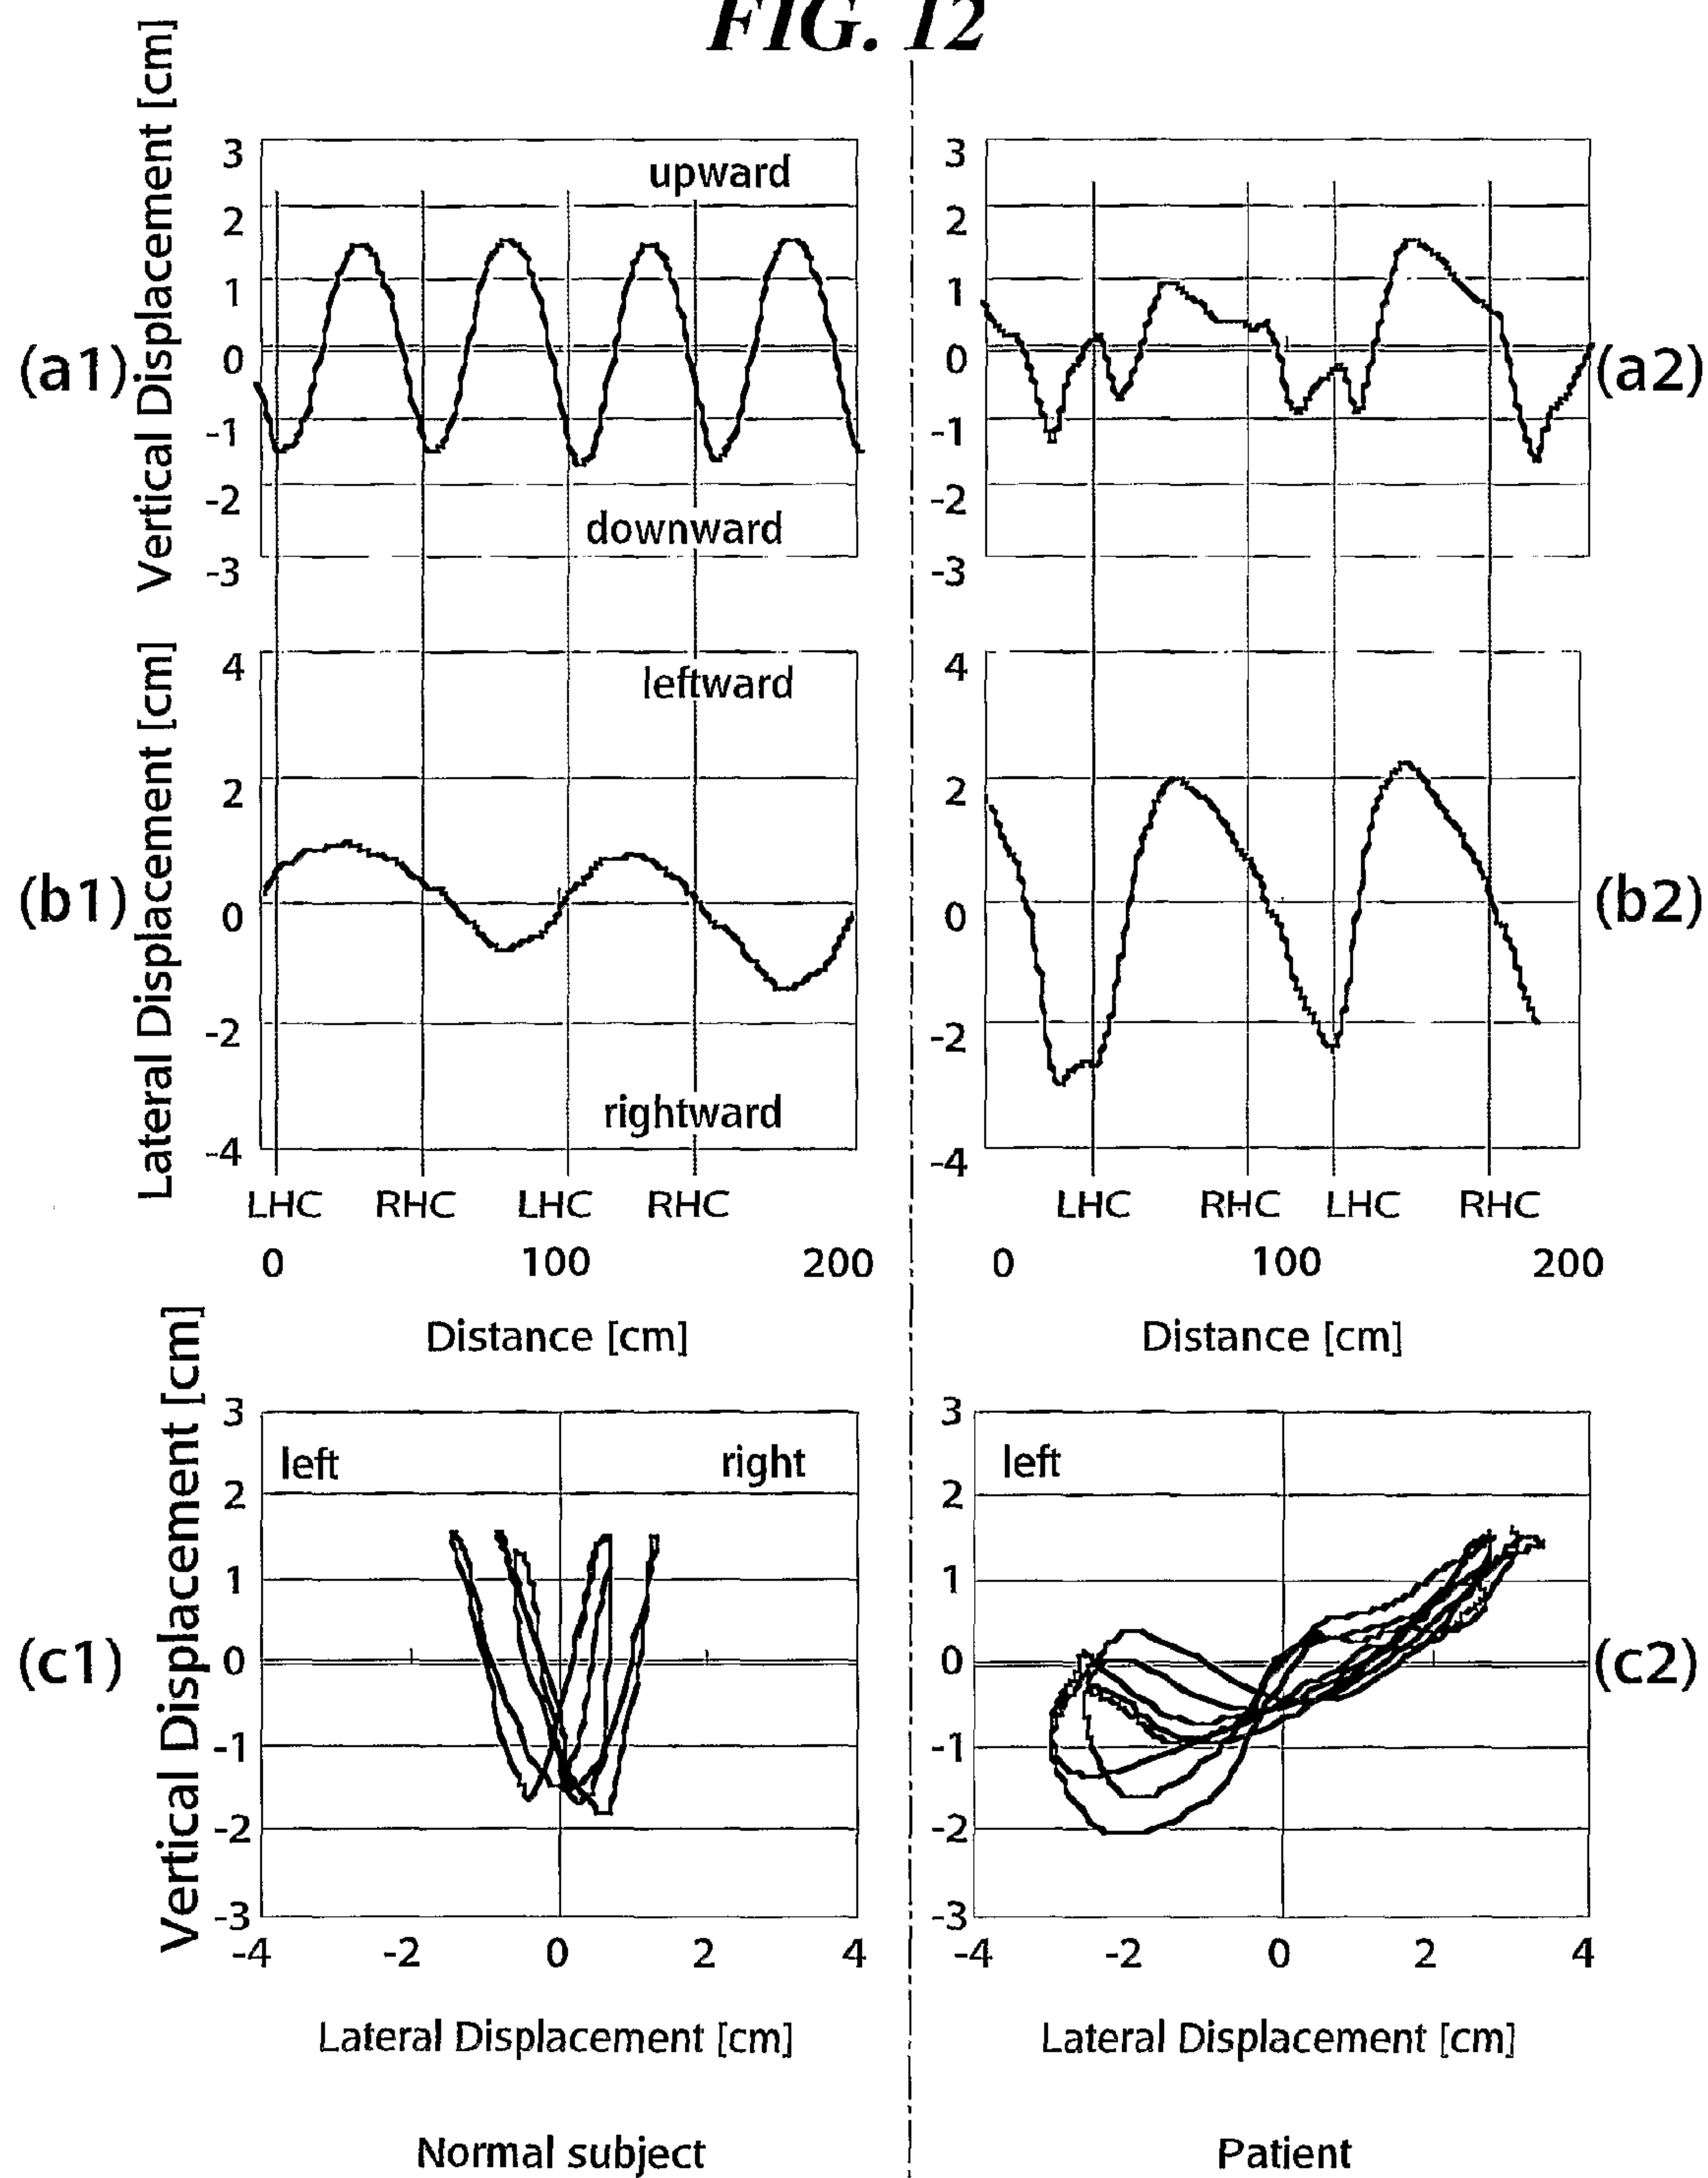 FIG. 12
Vertical Displacement [cm]
(a1)
3
2
1
0
-1
-2
-3
upward
downward
3
2
1
0
-1
-2
-3
(a2)
Lateral Displacement [cm]
(b1)
4
2
0
-2
-4
leftward
rightward
4
2
0
-2
-4
(b2)
LHC RHC LHC RHC
LHC RHC LHC RHC
0 100 200
0 100 200
Distance [cm]
Distance [cm]
Vertical Displacement [cm]
(c1)
3
2
1
0
-1
-2
-3
left right
3
2
1
0
-1
-2
-3
left
(c2)
-4 -2 0 2 4
-4 -2 0 2 4
Lateral Displacement [cm]
Lateral Displacement [cm]
Normal subject
Patient